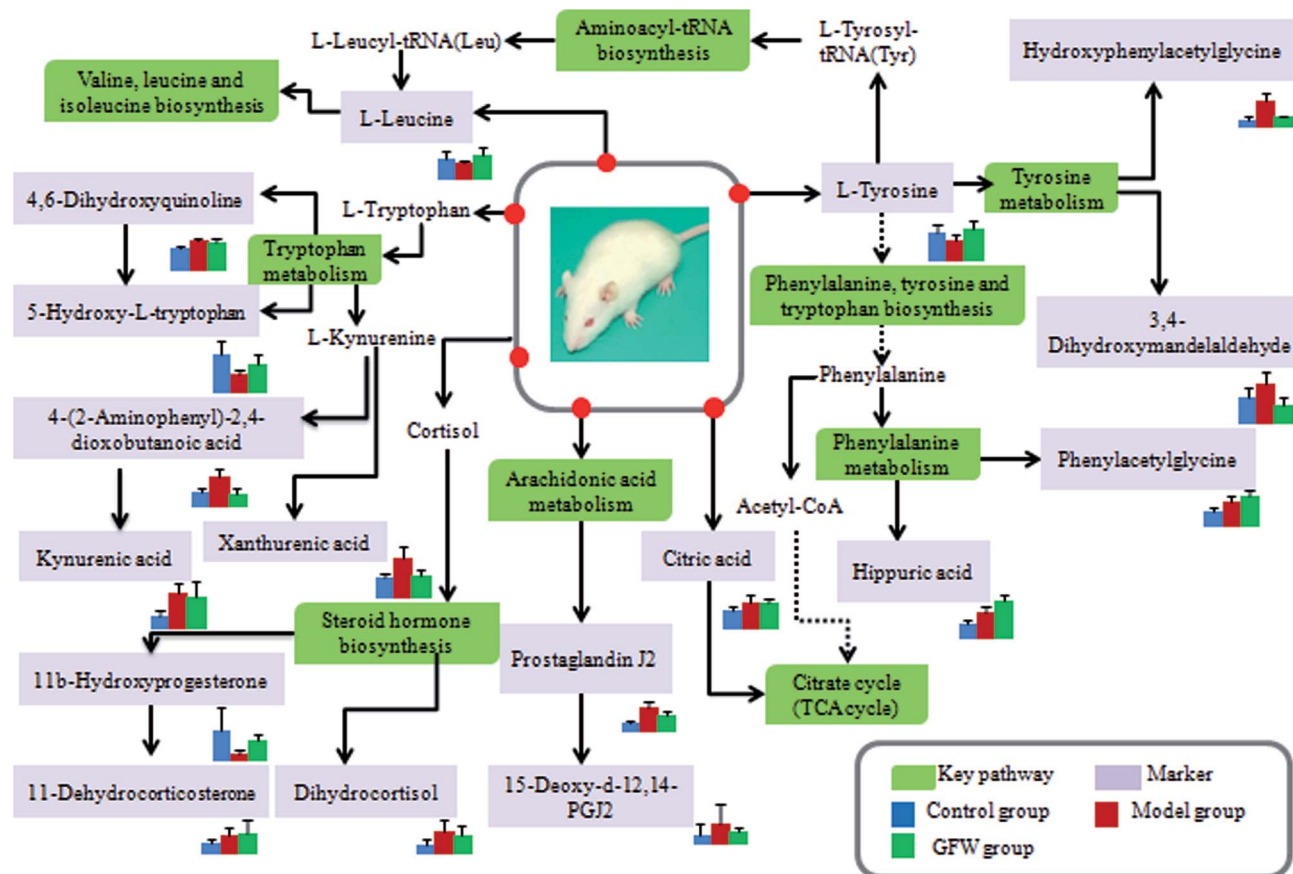 L-Leucyl-tRNA(Leu)
Aminoacyl-tRNA
biosynthesis
L-Tyrosyl-
tRNA(Tyr)
Hydroxyphenylacetylglycine
Valine, leucine and
isoleucine biosynthesis
L-Leucine
4,6-Dihydroxyquinoline
L-Tryptophan
L-Tyrosine
Tyrosine
metabolism
Tryptophan
metabolism
Phenylalanine, tyrosine and
tryptophan biosynthesis
5-Hydroxy-L-tryptophan
L-Kynurenine
3,4-
Dihydroxymandelaldehyde
Phenylalanine
4-(2-Aminophenyl)-2,4-
dioxobutanoic acid
Cortisol
Phenylalanine
metabolism
Phenylacetylglycine
Arachidonic acid
metabolism
Acetyl-CoA
Kynurenic acid
Xanthurenic acid
Citric acid
Hippuric acid
Steroid hormone
biosynthesis
Prostaglandin J2
11b-Hydroxyprogesterone
Citrate cycle
(TCAcycle)
11-Dehydrocorticosterone
Dihydrocortisol
15-Deoxy-d-12,14-
PGJ2
Key pathway
Marker
Control group
Model group
GFW group